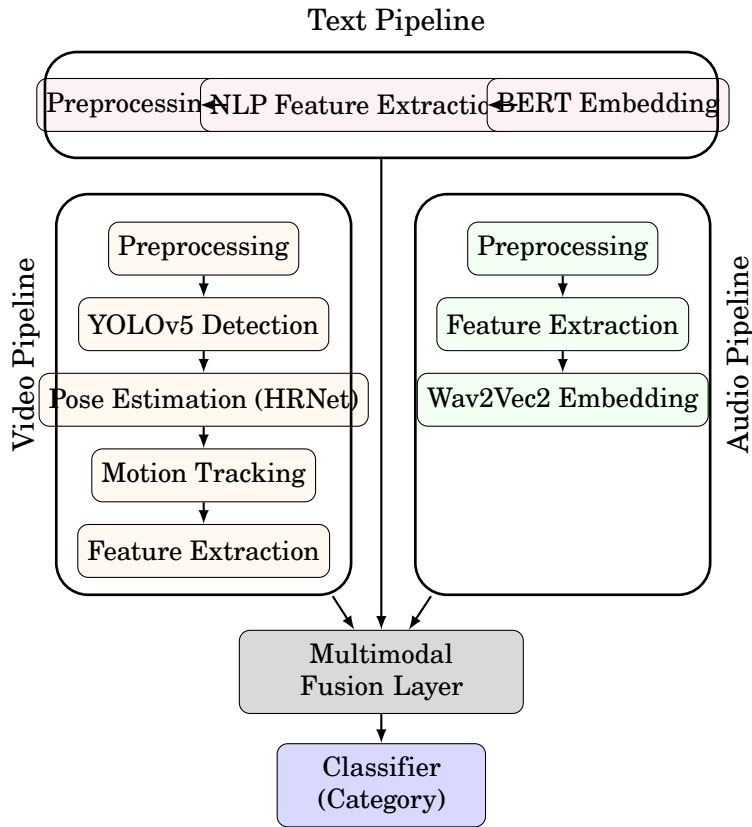 Text Pipeline
Preprocessin
NLP Feature Extractio
BERT Embedding
Video Pipeline
Preprocessing
YOLOv5 Detection
Pose Estimation (HRNet)
Motion Tracking
Feature Extraction
Preprocessing
Feature Extraction
Wav2Vec2 Embedding
Audio Pipeline
Multimodal
Fusion Layer
Classifier
(Category)